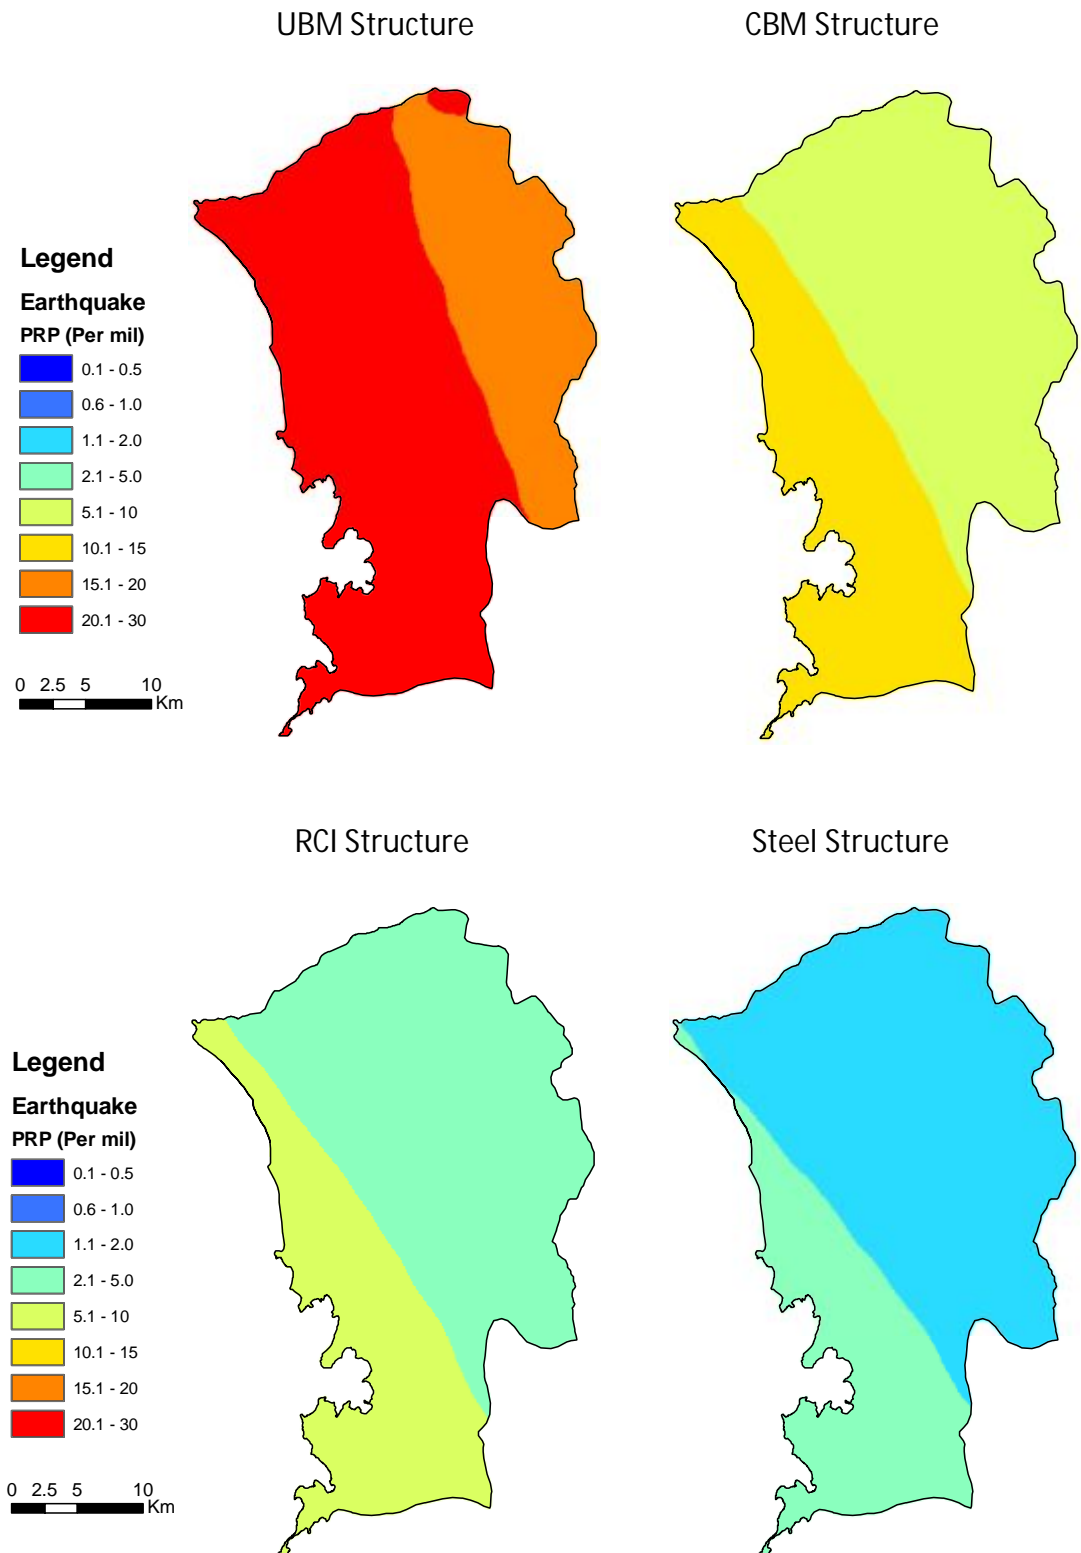 UBM Structure
CBM Structure
Legend
Earthquake
PRP (Per mil)
0.1 - 0.5
0.6 - 1.0
1.1 - 2.0
2.1 - 5.0
5.1 - 10
10.1 - 15
15.1 - 20
20.1 - 30
0 2.5 5 10
Km
RCI Structure
Steel Structure
Legend
Earthquake
PRP (Per mil)
0.1 - 0.5
0.6 - 1.0
1.1 - 2.0
2.1 - 5.0
5.1 - 10
10.1 - 15
15.1 - 20
20.1 - 30
0 2.5 5 10
Km